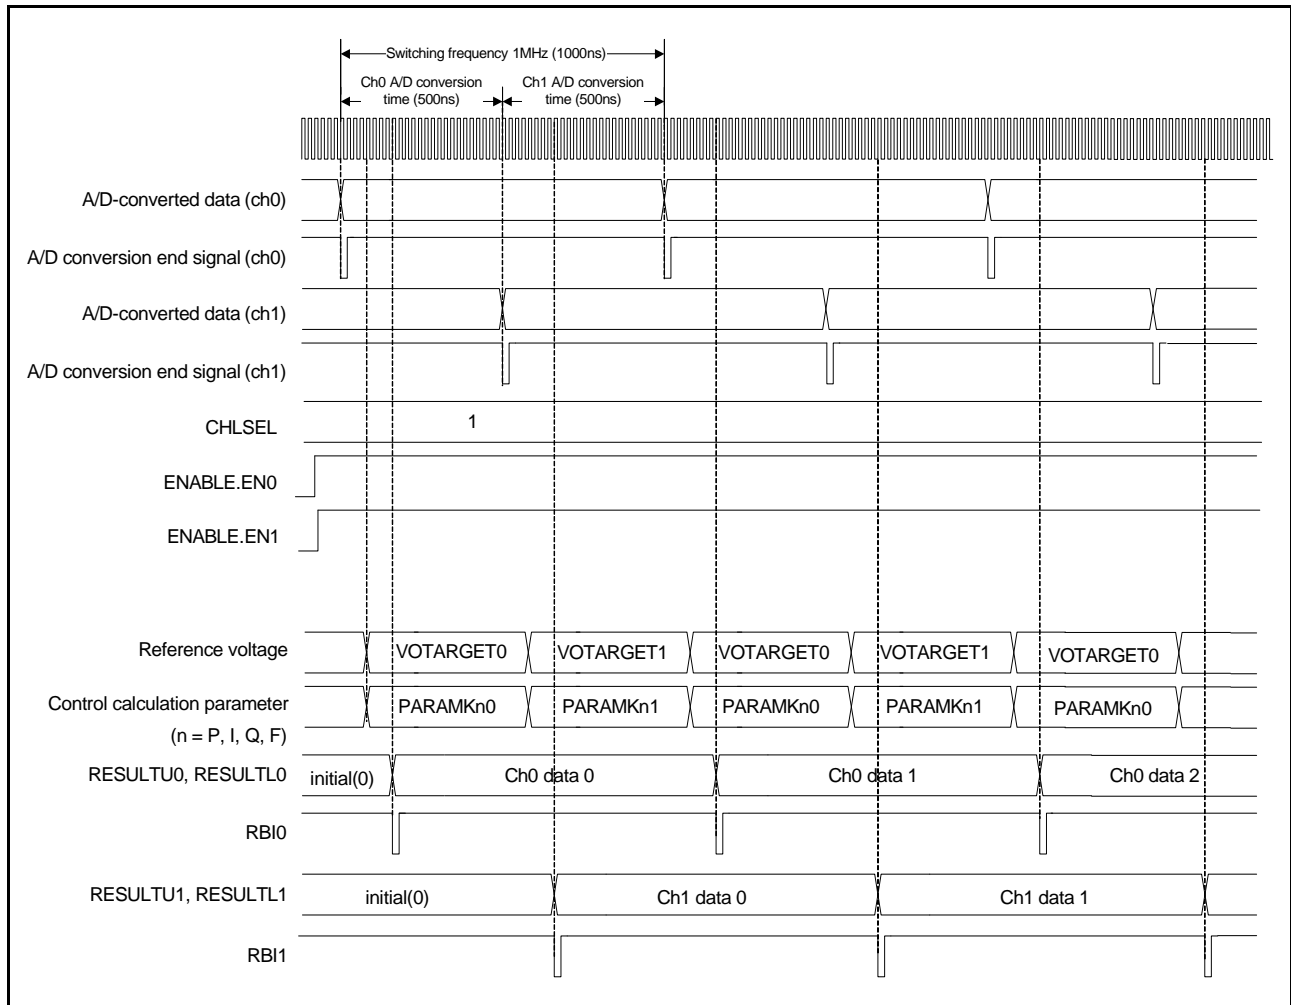 Switching frequency 1MHz (1000ns)
Ch0 A/D conversion
time (500ns)
Ch1 A/D conversion
time (500ns)
A/D-converted data (ch0)
A/D conversion end signal (ch0)
A/D-converted data (ch1)
A/D conversion end signal (ch1)
CHLSEL
1
ENABLE.EN0
ENABLE.EN1
Reference voltage
VOTARGET0
VOTARGET1
VOTARGET0
VOTARGET1
VOTARGET0
Control calculation parameter
(n = P, I, Q, F)
PARAMKn0
PARAMKn1
PARAMKn0
PARAMKn1
PARAMKn0
RESULTU0, RESULTL0
initial(0)
Ch0 data 0
Ch0 data 1
Ch0 data 2
RBI0
RESULTU1, RESULTL1
initial(0)
Ch1 data 0
Ch1 data 1
RBI1